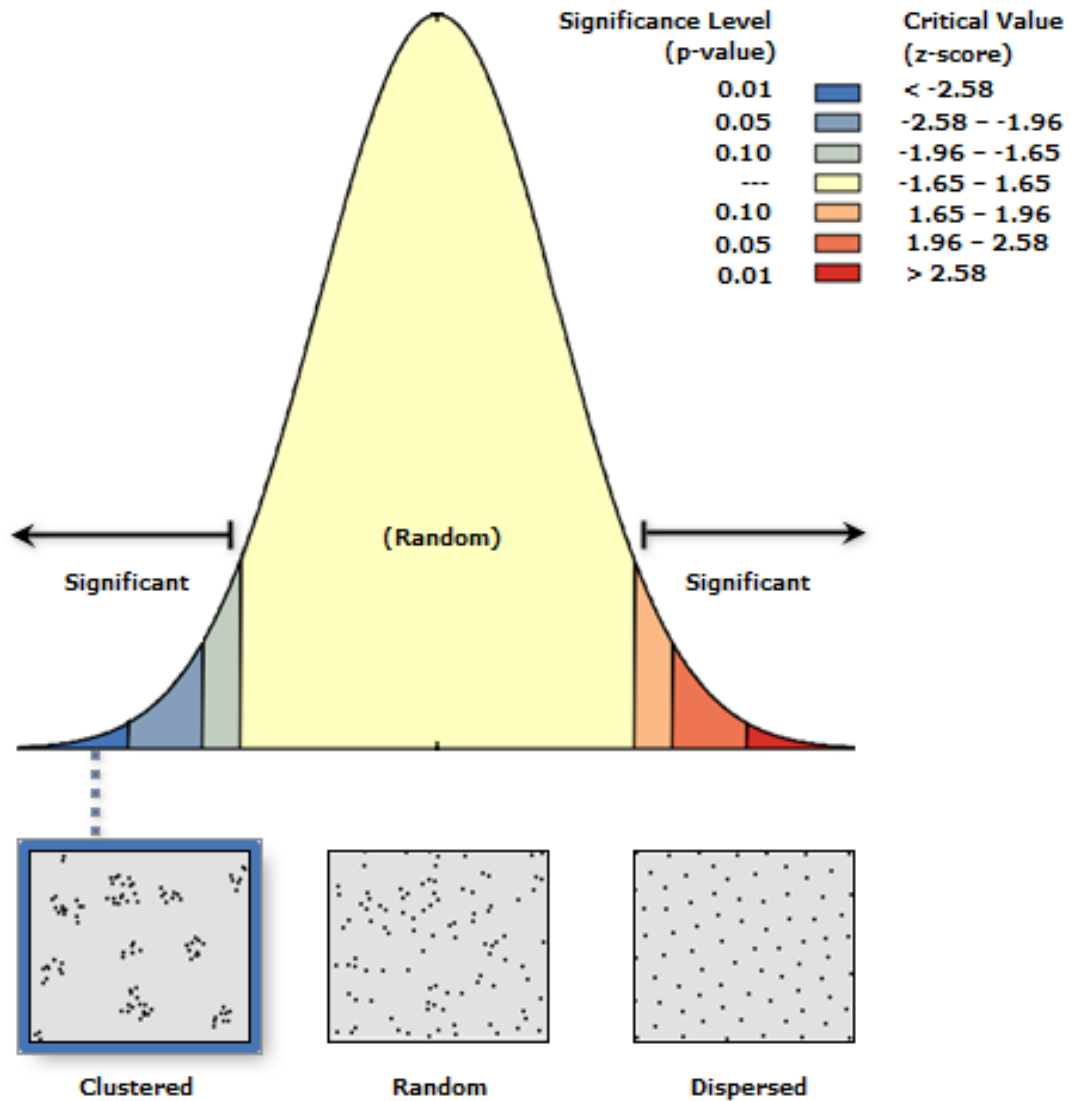 Significance Level Critical Value
(p-value) (z-score)
0.01 < -2.58
0.05 -2.58 – -1.96
0.10 -1.96 – -1.65
--- -1.65 – 1.65
0.10 1.65 – 1.96
0.05 1.96 – 2.58
0.01 > 2.58
(Random)
Significant Significant
Clustered Random Dispersed